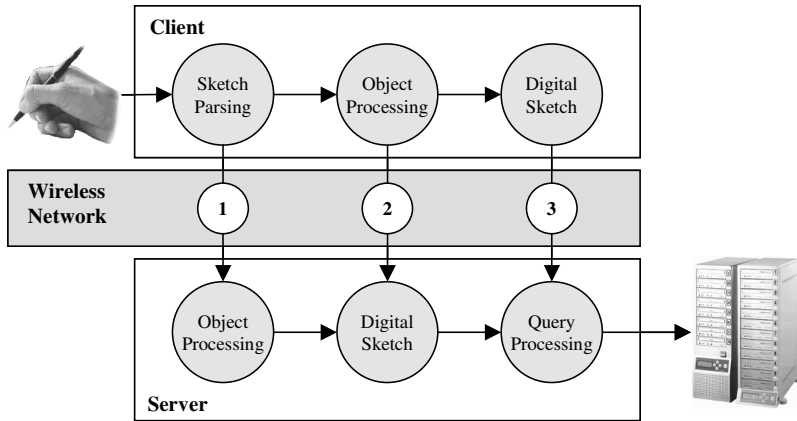 Client
Sketch
Parsing
Object
Processing
Digital
Sketch
Wireless
Network
1
2
3
Object
Processing
Digital
Sketch
Query
Processing
Server